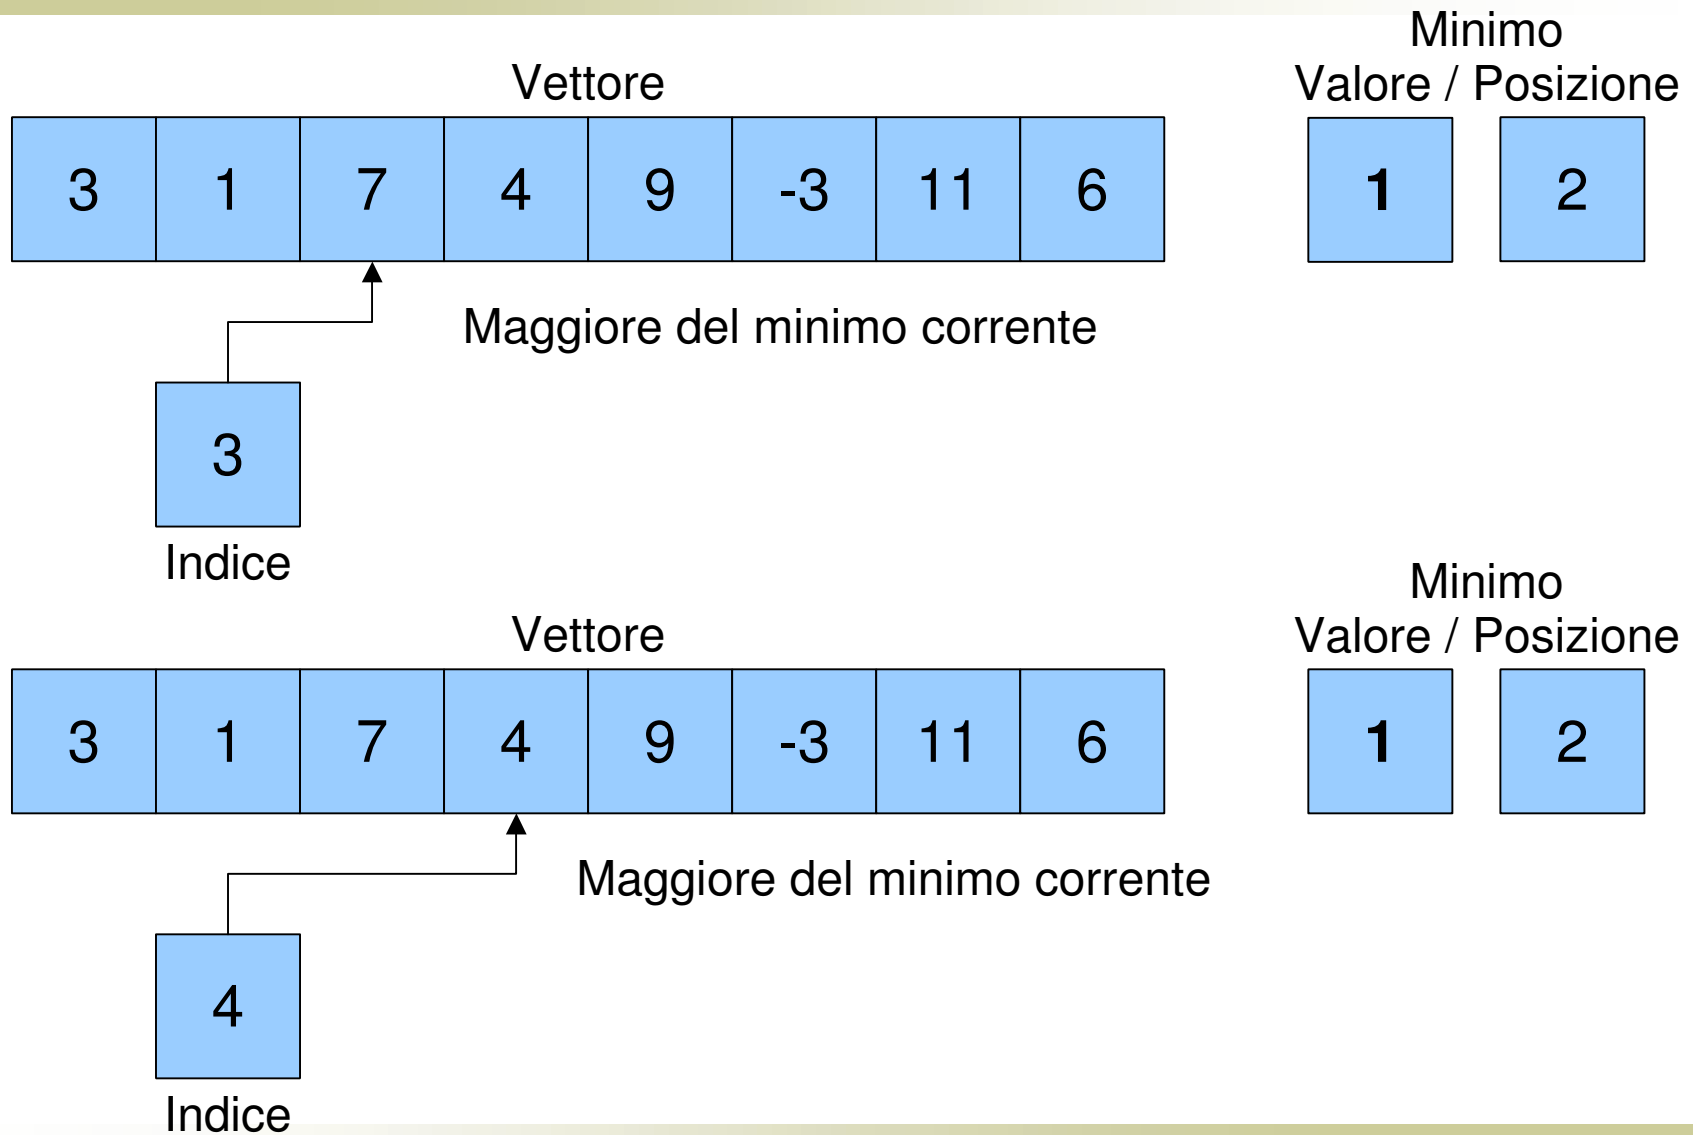 Minimo
Vettore
Valore / Posizione
3 1 7 4 9 -3 11 6
1 2
Maggiore del minimo corrente
3
Indice
Minimo
Vettore
Valore / Posizione
3 1 7 4 9 -3 11 6
1 2
Maggiore del minimo corrente
4
Indice